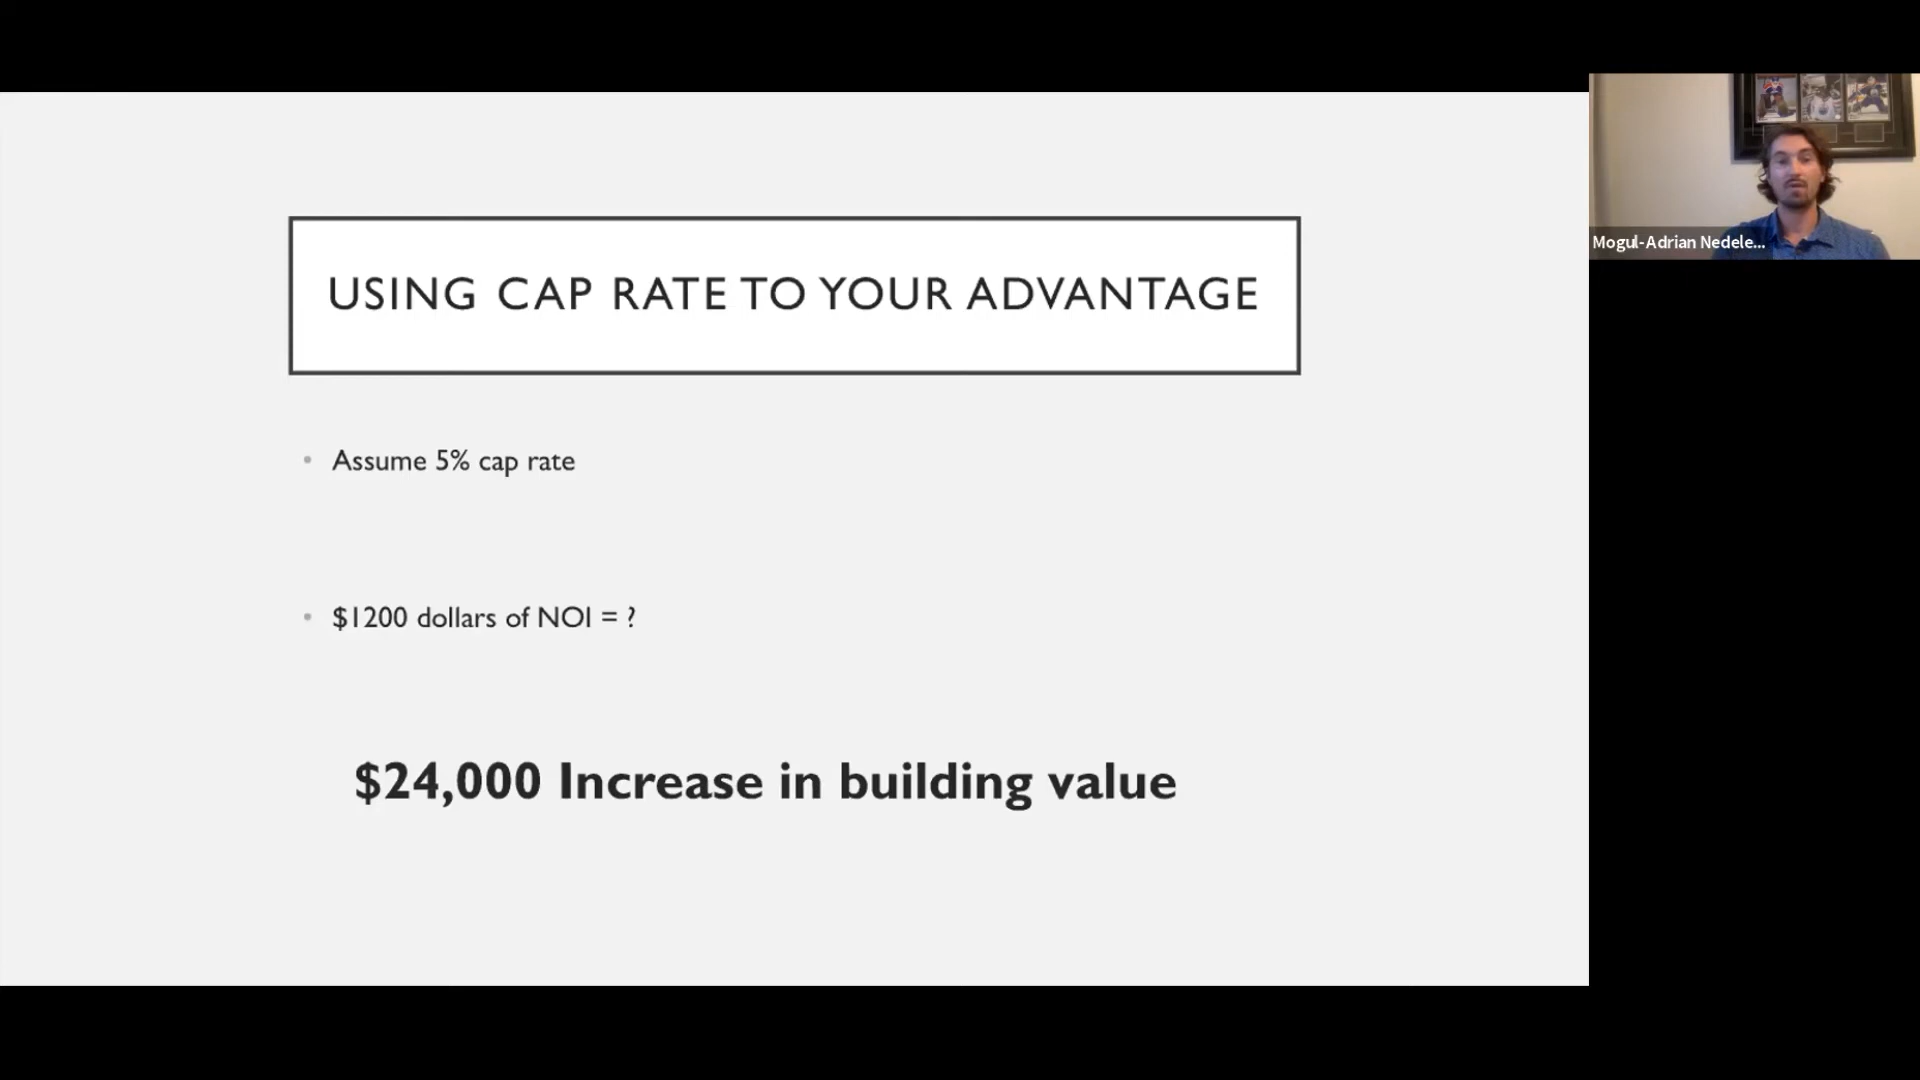 USING CAP RATE TO YOUR ADVANTAGE
Mogul-Adrian Nedele...
• Assume 5% cap rate
• $1200 dollars of NOI = ?
$24,000 Increase in building value